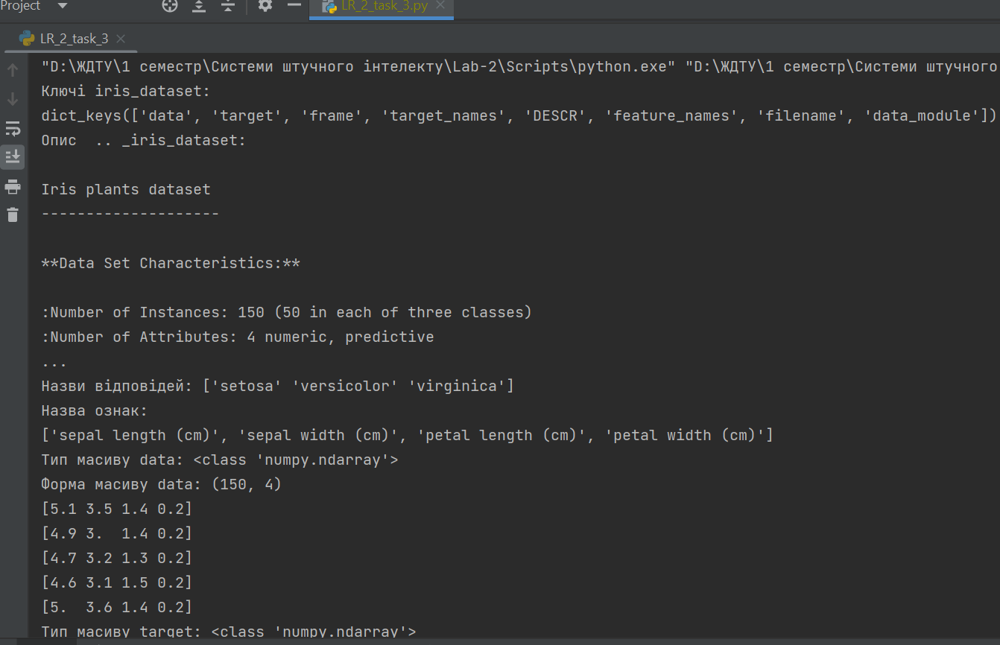 Project
LR_2_task_3.py
LR_2_task_3
"D:\ЖДТУ\1 семестр\Системи штучного інтелекту\Lab-2\Scripts\python.exe" "D:\ЖДТУ\1 семестр\Системи штучного
Ключі iris_dataset:
dict_keys(['data', 'target', 'frame', 'target_names', 'DESCR', 'feature_names', 'filename', 'data_module'])
Опис  .. _iris_dataset:
Iris plants dataset
--------------------
**Data Set Characteristics:**
:Number of Instances: 150 (50 in each of three classes)
:Number of Attributes: 4 numeric, predictive
...
Назви відповідей: ['setosa' 'versicolor' 'virginica']
Назва ознак:
['sepal length (cm)', 'sepal width (cm)', 'petal length (cm)', 'petal width (cm)']
Тип масиву data: <class 'numpy.ndarray'>
Форма масиву data: (150, 4)
[5.1 3.5 1.4 0.2]
[4.9 3.  1.4 0.2]
[4.7 3.2 1.3 0.2]
[4.6 3.1 1.5 0.2]
[5.  3.6 1.4 0.2]
Тип масиву target: <class 'numpy.ndarray'>